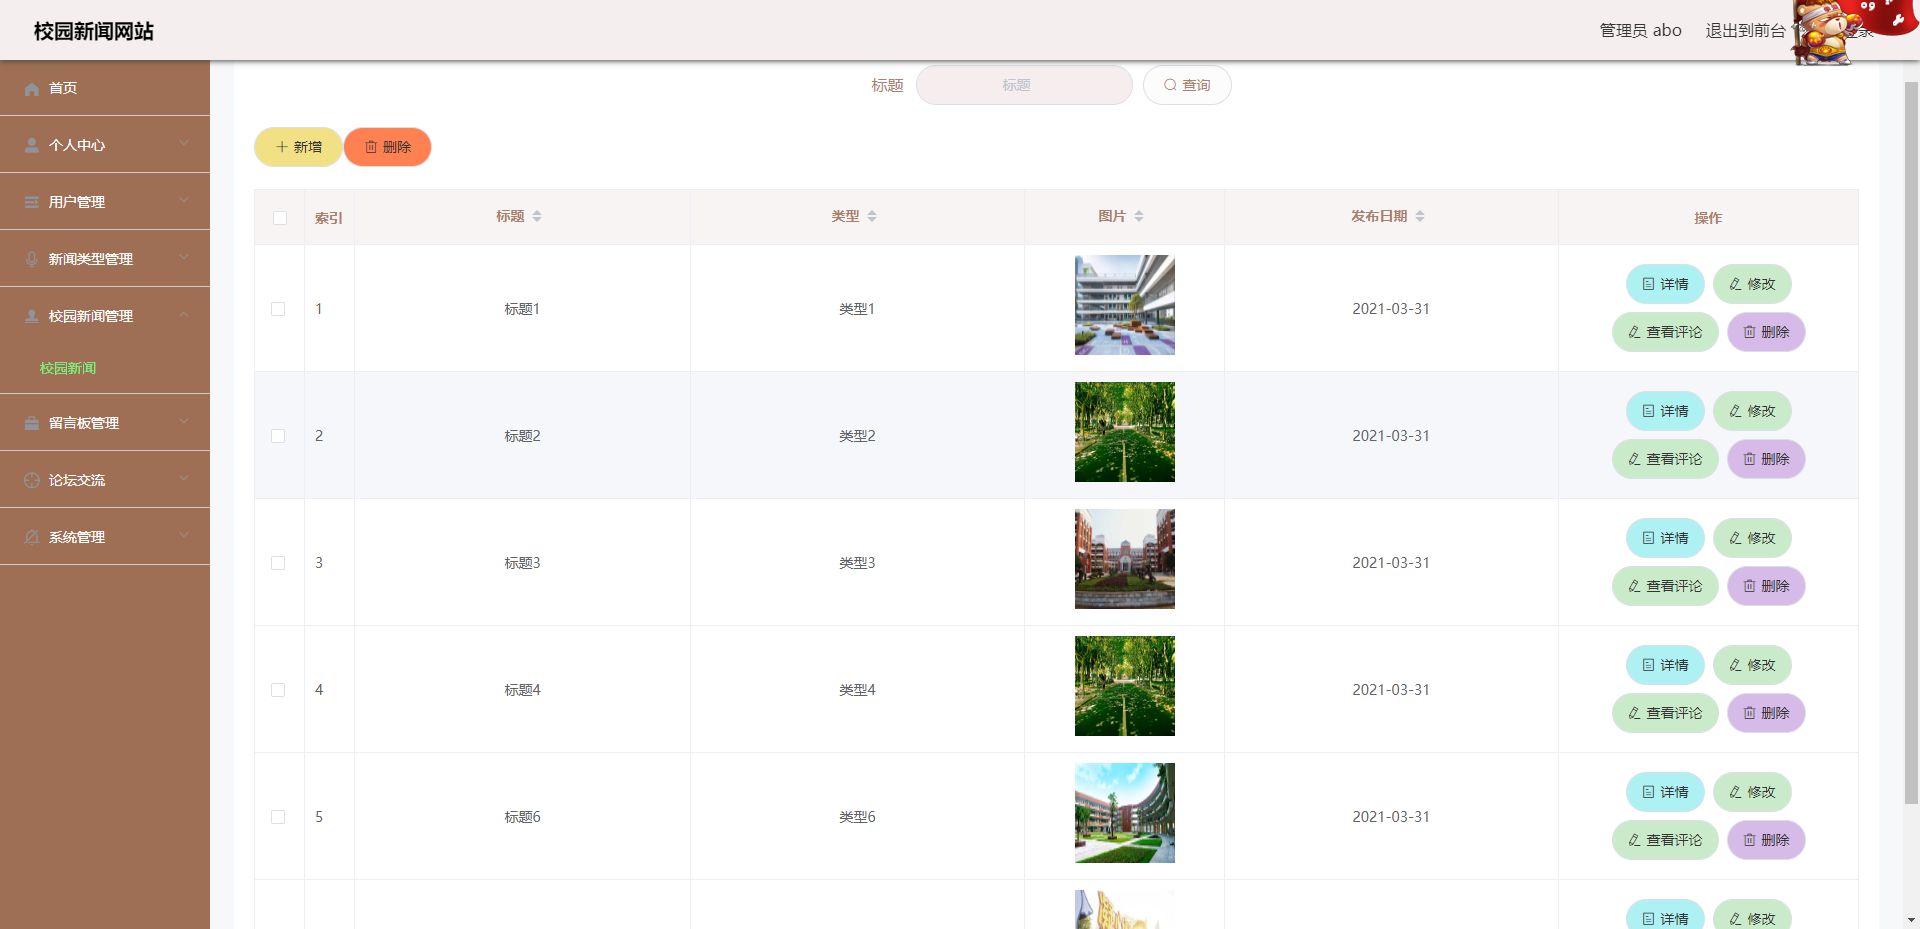 校园新闻网站
管理员 abo 退出到前台
首页
个人中心
用户管理
新闻类型管理
校园新闻管理
校园新闻
留言板管理
论坛交流
系统管理
标题 标题 查询
新增 删除
索引 标题 类型 图片 发布日期 操作
1 标题1 类型1 2021-03-31 详情 修改
查看评论 删除
2 标题2 类型2 2021-03-31 详情 修改
查看评论 删除
3 标题3 类型3 2021-03-31 详情 修改
查看评论 删除
4 标题4 类型4 2021-03-31 详情 修改
查看评论 删除
5 标题6 类型6 2021-03-31 详情 修改
查看评论 删除
详情 修改